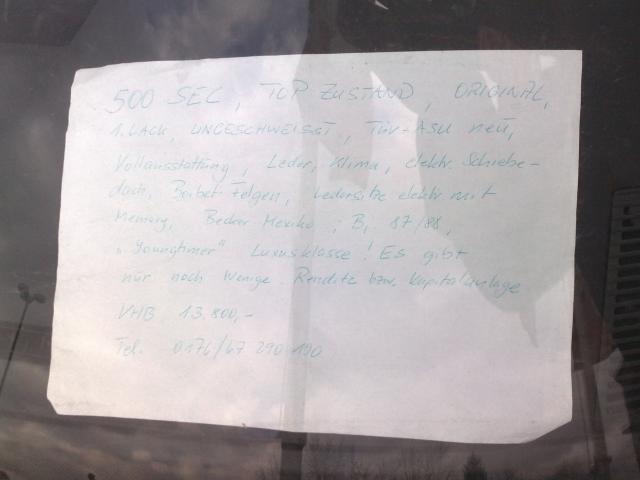 500 SEC, TOP ZUSTAND, ORIGINAL,
1. LACK, UNGESCHWEISST, TÜV-ASU neu,
Vollausstattung, Leder, Klima, elektr. Schiebe-
dach, Barber Felgen, Ledersitze elektr. mit
Memory, Becker Mexiko, Bj. 87/88,
„Youngtimer" Luxusklasse! Es gibt
nur noch wenige. Rendite bzw. Kapitalanlage
VHB 13.800,-
Tel. 0176/67 290 190